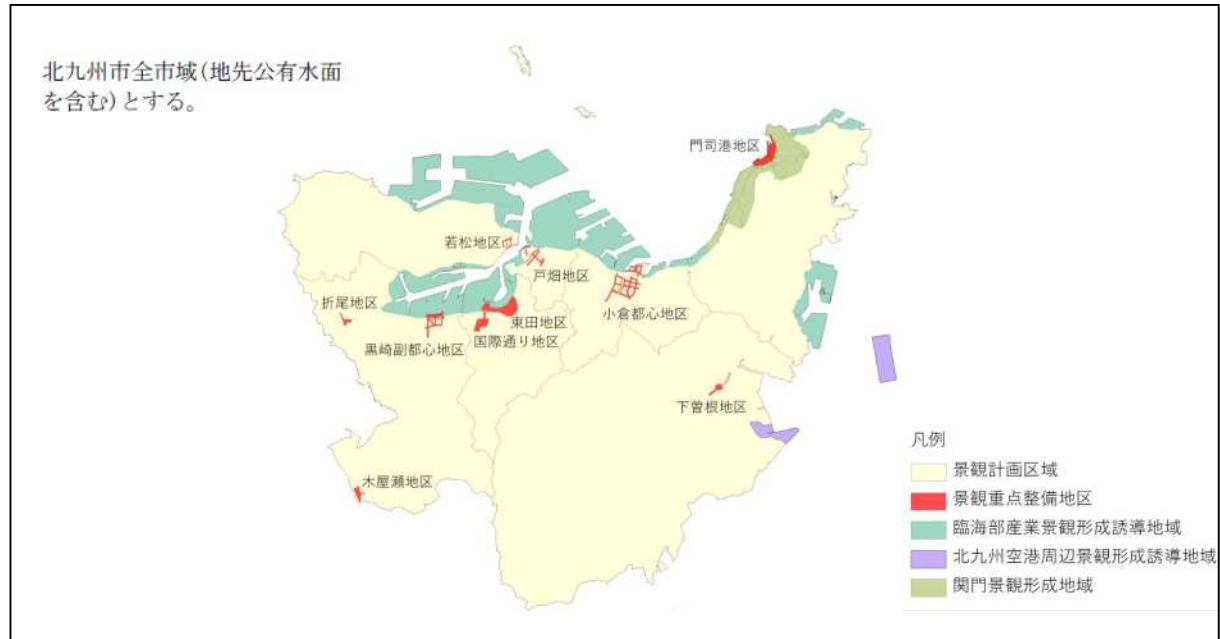 北九州市全市域(地先公有水面
を含む)とする。
門司港地区
若松地区
戸畑地区
折尾地区
小倉都心地区
東田地区
黒崎副都心地区
国際通り地区
下曽根地区
木屋瀬地区
凡例
景観計画区域
景観重点整備地区
臨海部産業景観形成誘導地域
北九州空港周辺景観形成誘導地域
関門景観形成地域